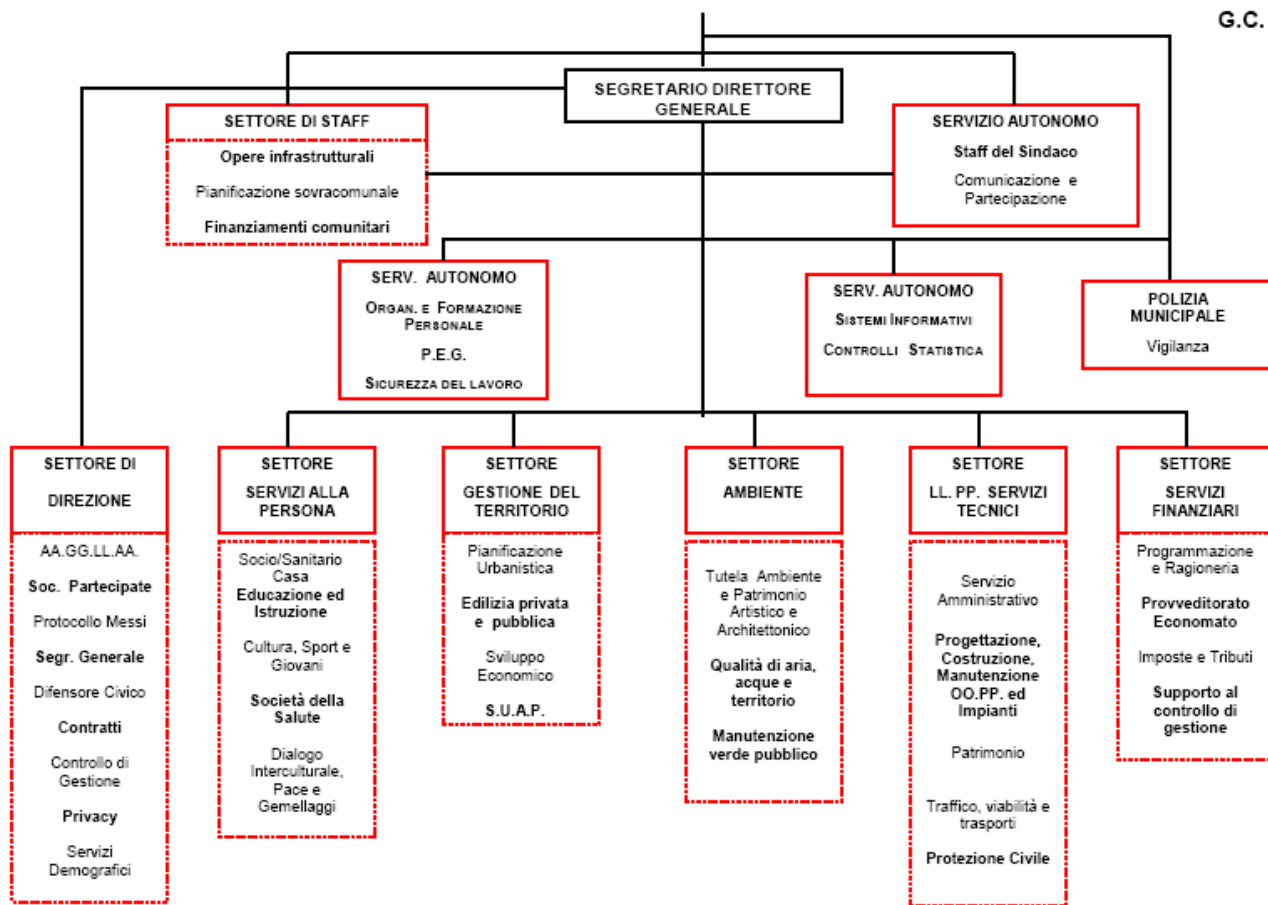 G.C.
SEGRETARIO DIRETTORE
GENERALE
SETTORE DI STAFF
Opere infrastrutturali
Pianificazione sovracomunale
Finanziamenti comunitari
SERVIZIO AUTONOMO
Staff del Sindaco
Comunicazione e
Partecipazione
SERV. AUTONOMO
ORGAN. E FORMAZIONE
PERSONALE
P.E.G.
SICUREZZA DEL LAVORO
SERV. AUTONOMO
SISTEMI INFORMATIVI
CONTROLLI STATISTICA
POLIZIA
MUNICIPALE
Vigilanza
SETTORE DI
DIREZIONE
AA.GG.LL.AA.
Soc. Partecipate
Protocollo Messi
Segr. Generale
Difensore Civico
Contratti
Controllo di
Gestione
Privacy
Servizi
Demografici
SETTORE
SERVIZI ALLA
PERSONA
Socio/Sanitario
Casa
Educazione ed
Istruzione
Cultura, Sport e
Giovani
Società della
Salute
Dialogo
Interculturale,
Pace e
Gemellaggi
SETTORE
GESTIONE DEL
TERRITORIO
Pianificazione
Urbanistica
Edilizia privata
e pubblica
Sviluppo
Economico
S.U.A.P.
SETTORE
AMBIENTE
Tutela Ambiente
e Patrimonio
Artistico e
Architettonico
Qualità di aria,
acque e
territorio
Manutenzione
verde pubblico
SETTORE
LL. PP. SERVIZI
TECNICI
Servizio
Amministrativo
Progettazione,
Costruzione,
Manutenzione
OO.PP. ed
Impianti
Patrimonio
Traffico, viabilità e
trasporti
Protezione Civile
SETTORE
SERVIZI
FINANZIARI
Programmazione
e Ragioneria
Provveditorato
Economato
Imposte e Tributi
Supporto al
controllo di
gestione